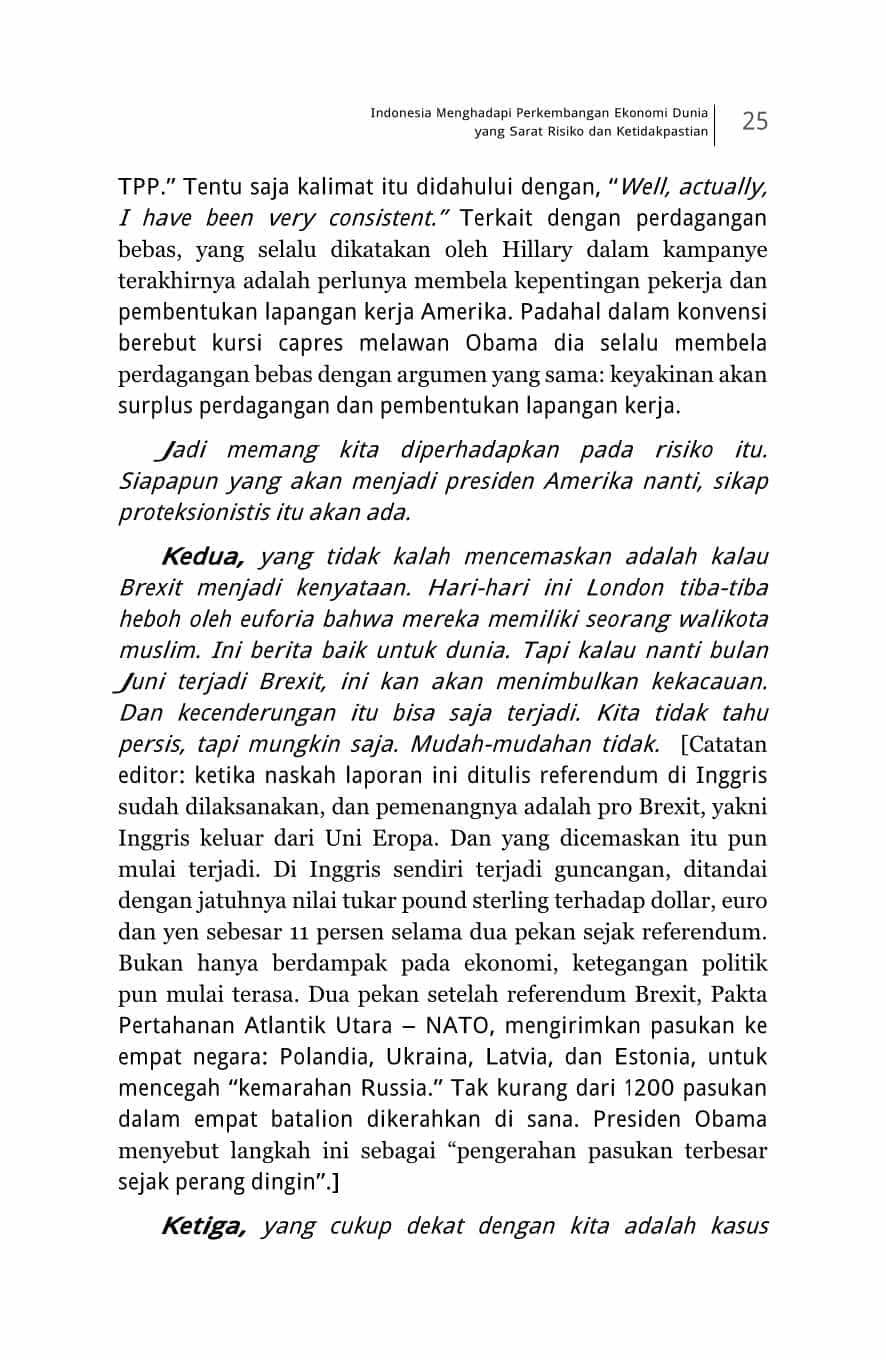 Indonesia Menghadapi Perkembangan Ekonomi Dunia
yang Sarat Risiko dan Ketidakpastian
25
TPP.” Tentu saja kalimat itu didahului dengan, “Well, actually,
I have been very consistent.” Terkait dengan perdagangan
bebas, yang selalu dikatakan oleh Hillary dalam kampanye
terakhirnya adalah perlunya membela kepentingan pekerja dan
pembentukan lapangan kerja Amerika. Padahal dalam konvensi
berebut kursi capres melawan Obama dia selalu membela
perdagangan bebas dengan argumen yang sama: keyakinan akan
surplus perdagangan dan pembentukan lapangan kerja.
Jadi memang kita diperhadapkan pada risiko itu.
Siapapun yang akan menjadi presiden Amerika nanti, sikap
proteksionistis itu akan ada.
Kedua, yang tidak kalah mencemaskan adalah kalau
Brexit menjadi kenyataan. Hari-hari ini London tiba-tiba
heboh oleh euforia bahwa mereka memiliki seorang walikota
muslim. Ini berita baik untuk dunia. Tapi kalau nanti bulan
Juni terjadi Brexit, ini kan akan menimbulkan kekacauan.
Dan kecenderungan itu bisa saja terjadi. Kita tidak tahu
persis, tapi mungkin saja. Mudah-mudahan tidak. [Catatan
editor: ketika naskah laporan ini ditulis referendum di Inggris
sudah dilaksanakan, dan pemenangnya adalah pro Brexit, yakni
Inggris keluar dari Uni Eropa. Dan yang dicemaskan itu pun
mulai terjadi. Di Inggris sendiri terjadi guncangan, ditandai
dengan jatuhnya nilai tukar pound sterling terhadap dollar, euro
dan yen sebesar 11 persen selama dua pekan sejak referendum.
Bukan hanya berdampak pada ekonomi, ketegangan politik
pun mulai terasa. Dua pekan setelah referendum Brexit, Pakta
Pertahanan Atlantik Utara – NATO, mengirimkan pasukan ke
empat negara: Polandia, Ukraina, Latvia, dan Estonia, untuk
mencegah “kemarahan Russia.” Tak kurang dari 1200 pasukan
dalam empat batalion dikerahkan di sana. Presiden Obama
menyebut langkah ini sebagai “pengerahan pasukan terbesar
sejak perang dingin”.]
Ketiga, yang cukup dekat dengan kita adalah kasus